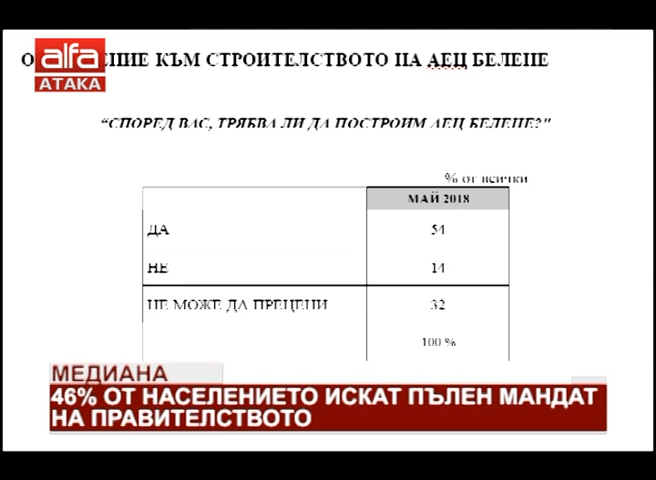 alfa
АТАКА
КЪМ СТРОИТЕЛСТВОТО НА АЕЦ БЕЛЕНЕ
“СПОРЕД ВАС, ТРЯБВА ЛИ ДА ПОСТРОИМ АЕЦ БЕЛЕНЕ?”
% от всички
МАЙ 2018
ДА 54
НЕ 14
НЕ МОЖЕ ДА ПРЕЦЕНИ 32
100 %
МЕДИАНА
46% ОТ НАСЕЛЕНИЕТО ИСКАТ ПЪЛЕН МАНДАТ
НА ПРАВИТЕЛСТВОТО